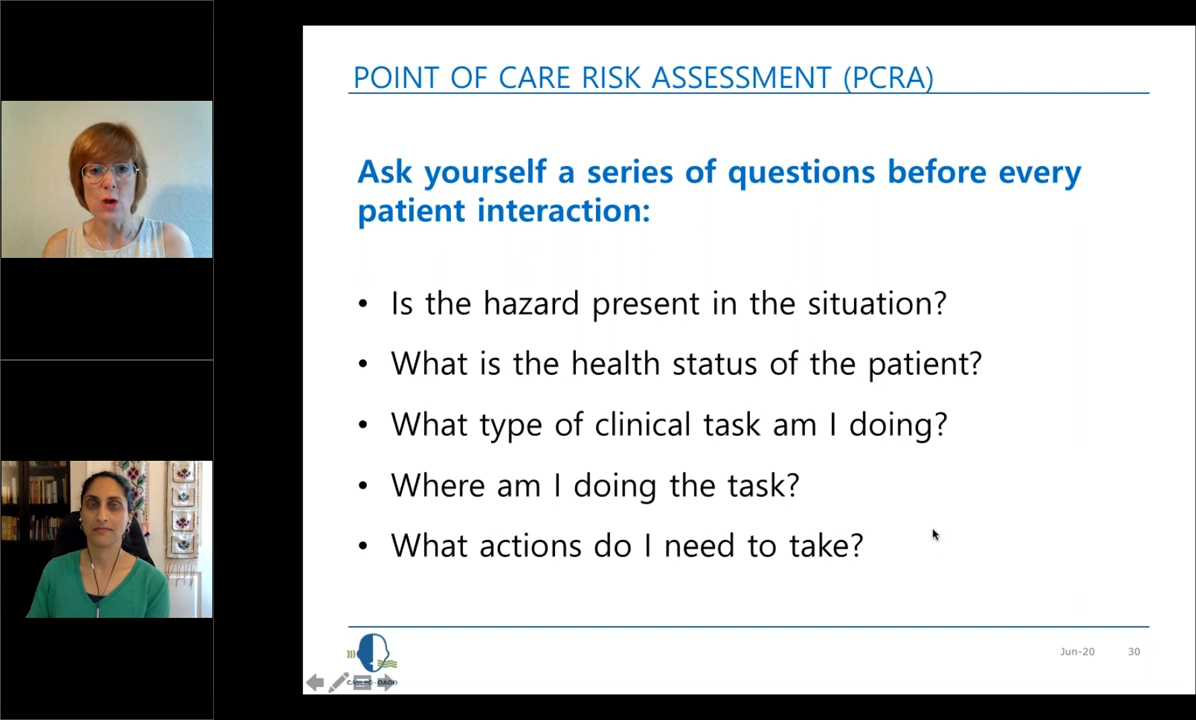 POINT OF CARE RISK ASSESSMENT (PCRA)
Ask yourself a series of questions before every
patient interaction:
• Is the hazard present in the situation?
• What is the health status of the patient?
• What type of clinical task am I doing?
• Where am I doing the task?
• What actions do I need to take?
Jun-20
30